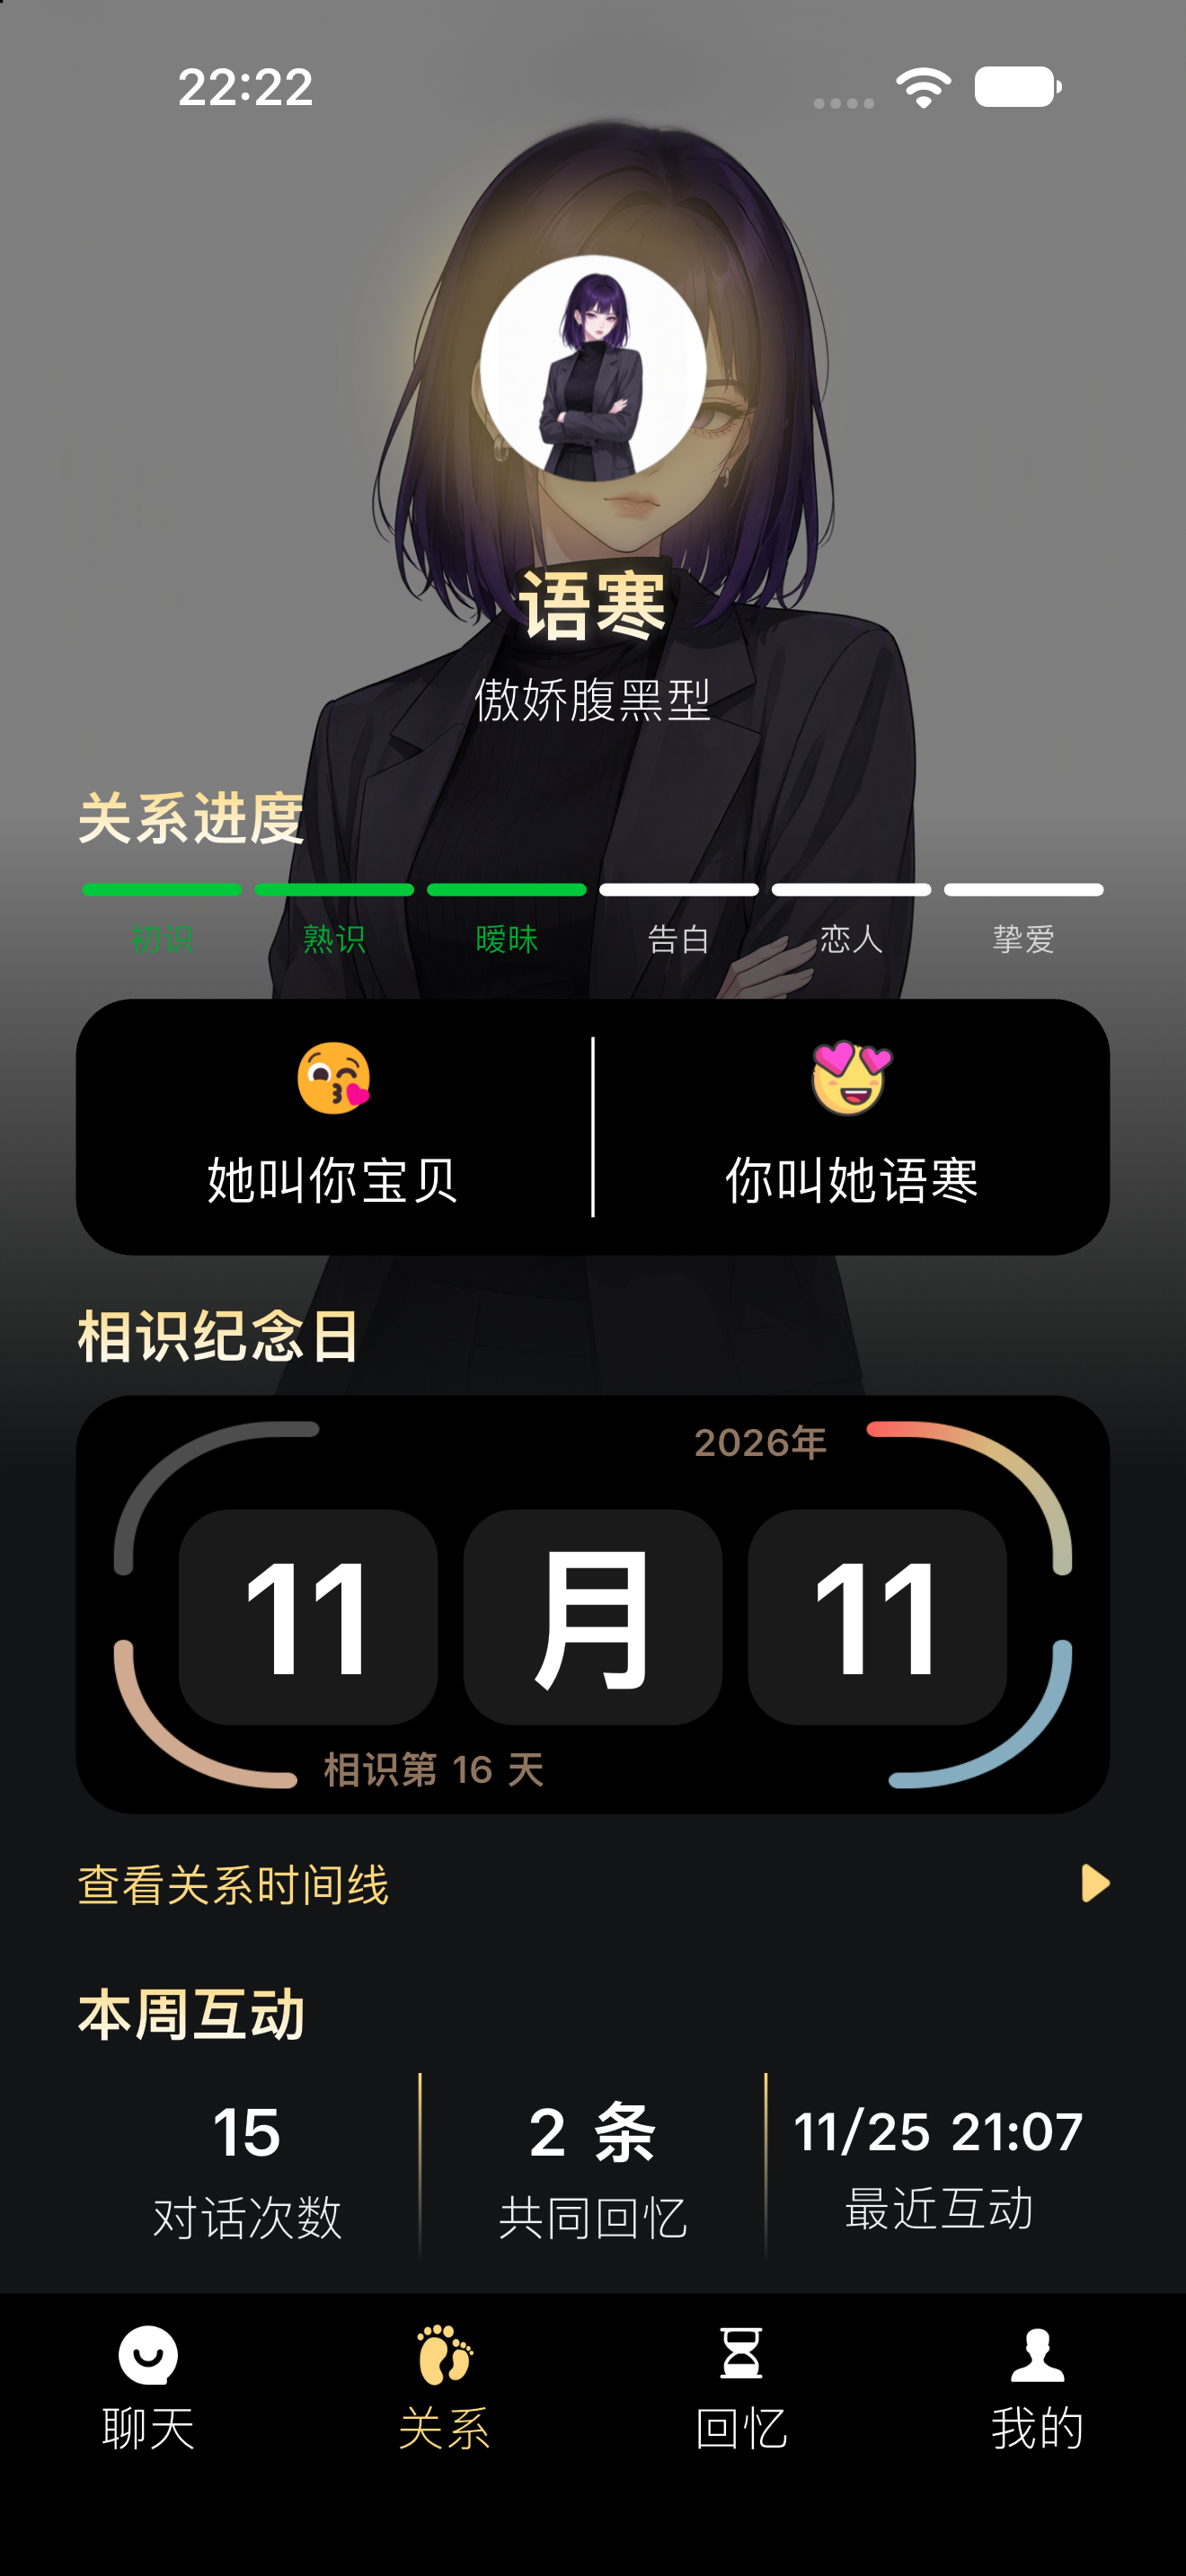 22:22
语寒
傲娇腹黑型
关系进度
初识 熟识 暧昧 告白 恋人 挚爱
她叫你宝贝 你叫她语寒
相识纪念日
2026年
11 月 11
相识第 16 天
查看关系时间线
本周互动
15 2 条 11/25 21:07
对话次数 共同回忆 最近互动
聊天 关系 回忆 我的